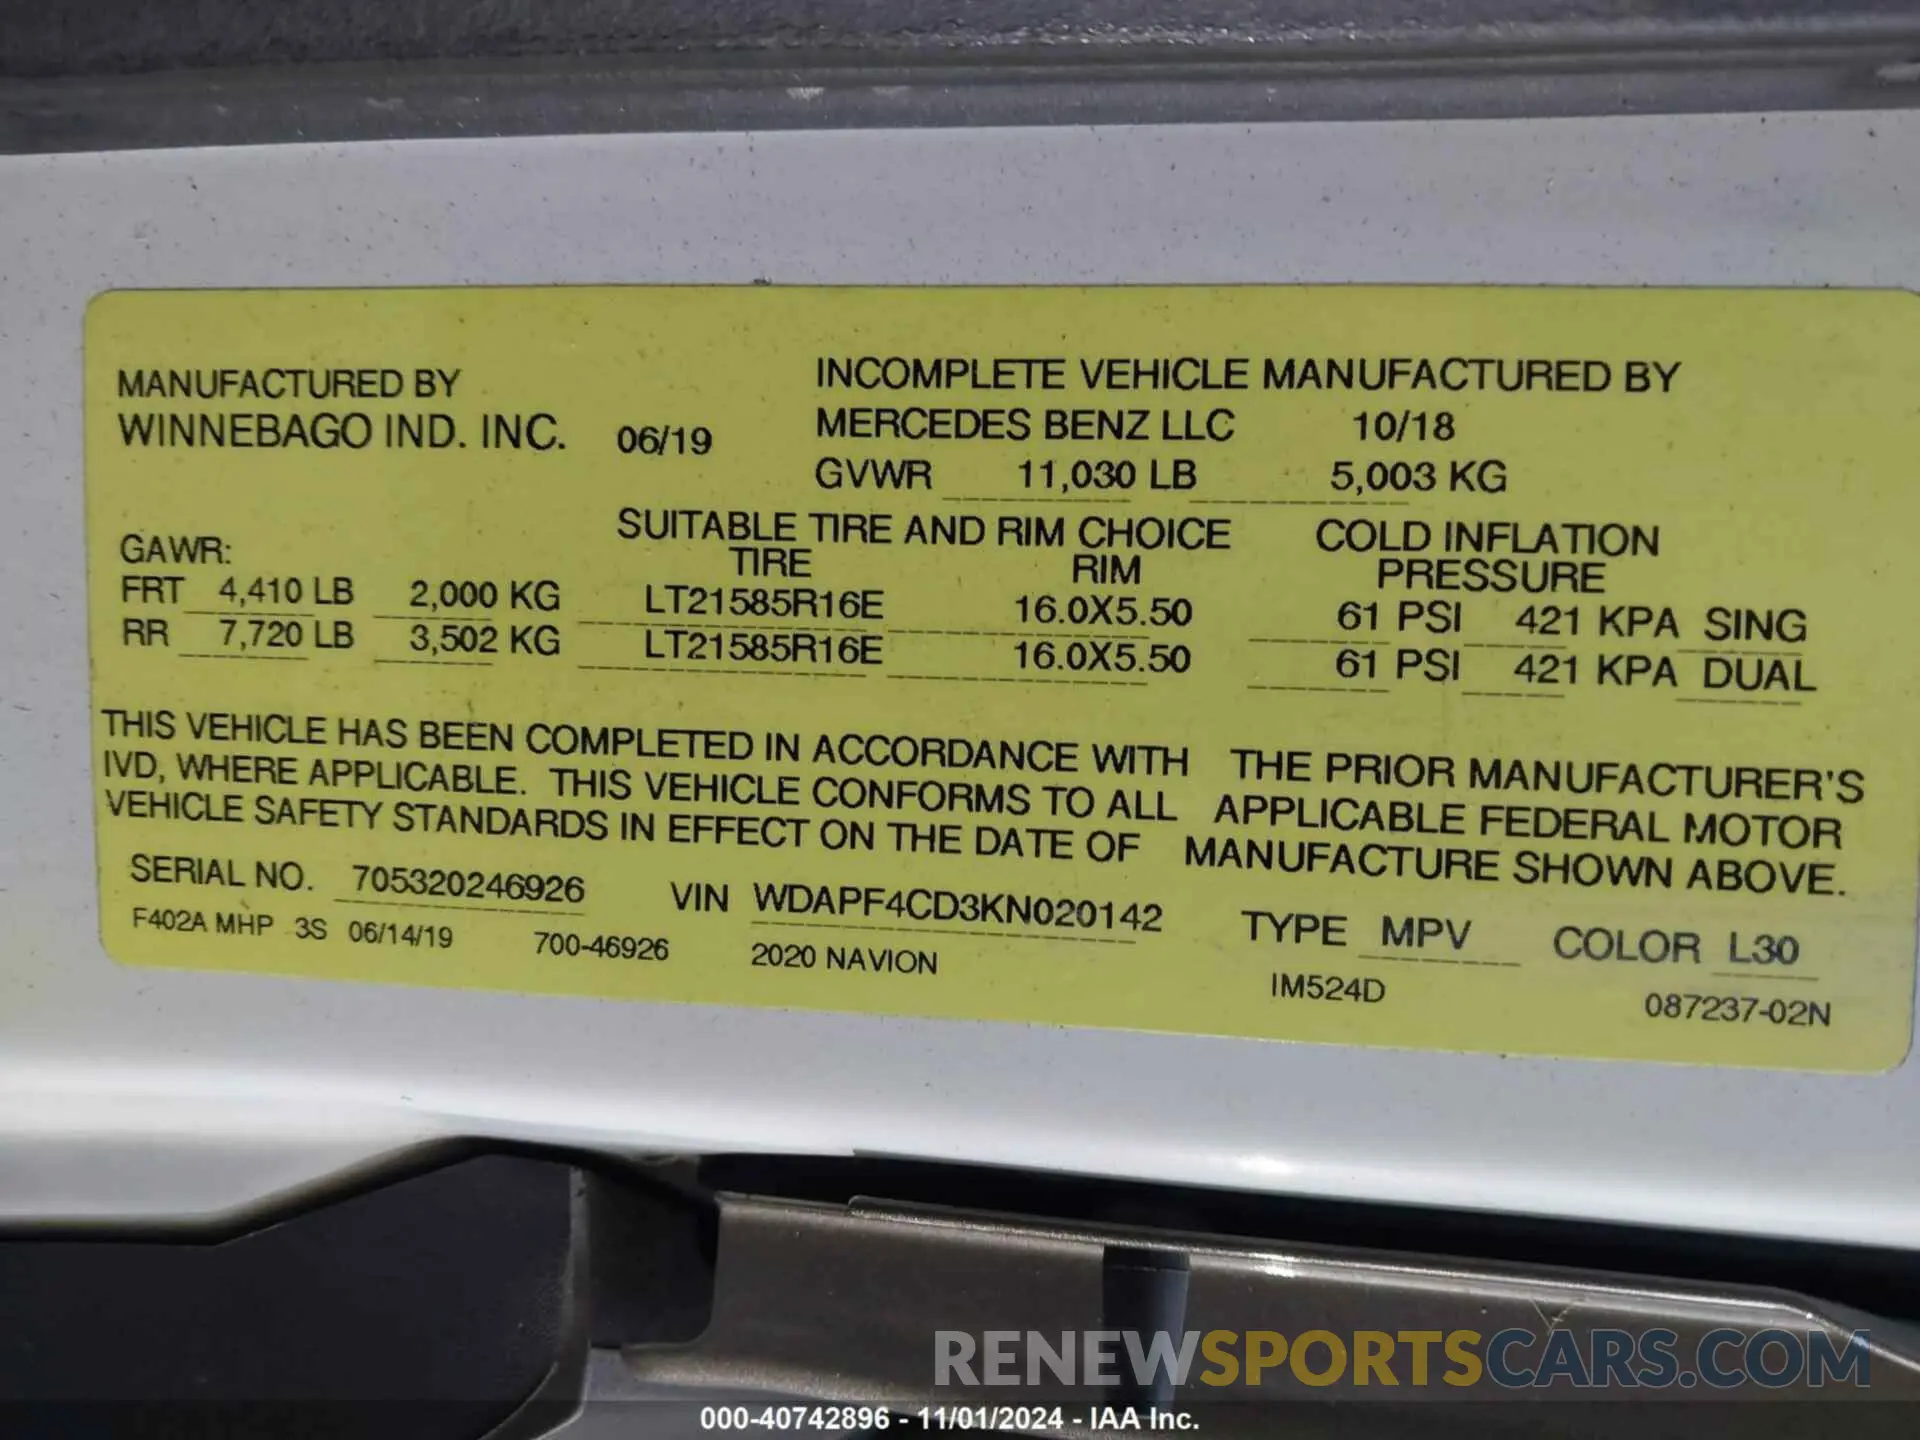 MANUFACTURED BY
WINNEBAGO IND. INC. 06/19
INCOMPLETE VEHICLE MANUFACTURED BY
MERCEDES BENZ LLC 10/18
GVWR 11,030 LB 5,003 KG
SUITABLE TIRE AND RIM CHOICE COLD INFLATION
GAWR: TIRE RIM PRESSURE
FRT 4,410 LB 2,000 KG LT21585R16E 16.0X5.50 61 PSI 421 KPA SING
RR 7,720 LB 3,502 KG LT21585R16E 16.0X5.50 61 PSI 421 KPA DUAL
THIS VEHICLE HAS BEEN COMPLETED IN ACCORDANCE WITH THE PRIOR MANUFACTURER'S
IVD, WHERE APPLICABLE. THIS VEHICLE CONFORMS TO ALL APPLICABLE FEDERAL MOTOR
VEHICLE SAFETY STANDARDS IN EFFECT ON THE DATE OF MANUFACTURE SHOWN ABOVE.
SERIAL NO. 705320246926 VIN WDAPF4CD3KN020142 TYPE MPV COLOR L30
F402A MHP 3S 06/14/19 700-46926 2020 NAVION IM524D 087237-02N
RENEWSPORTSCARS.COM
000-40742896 - 11/01/2024 - IAA Inc.